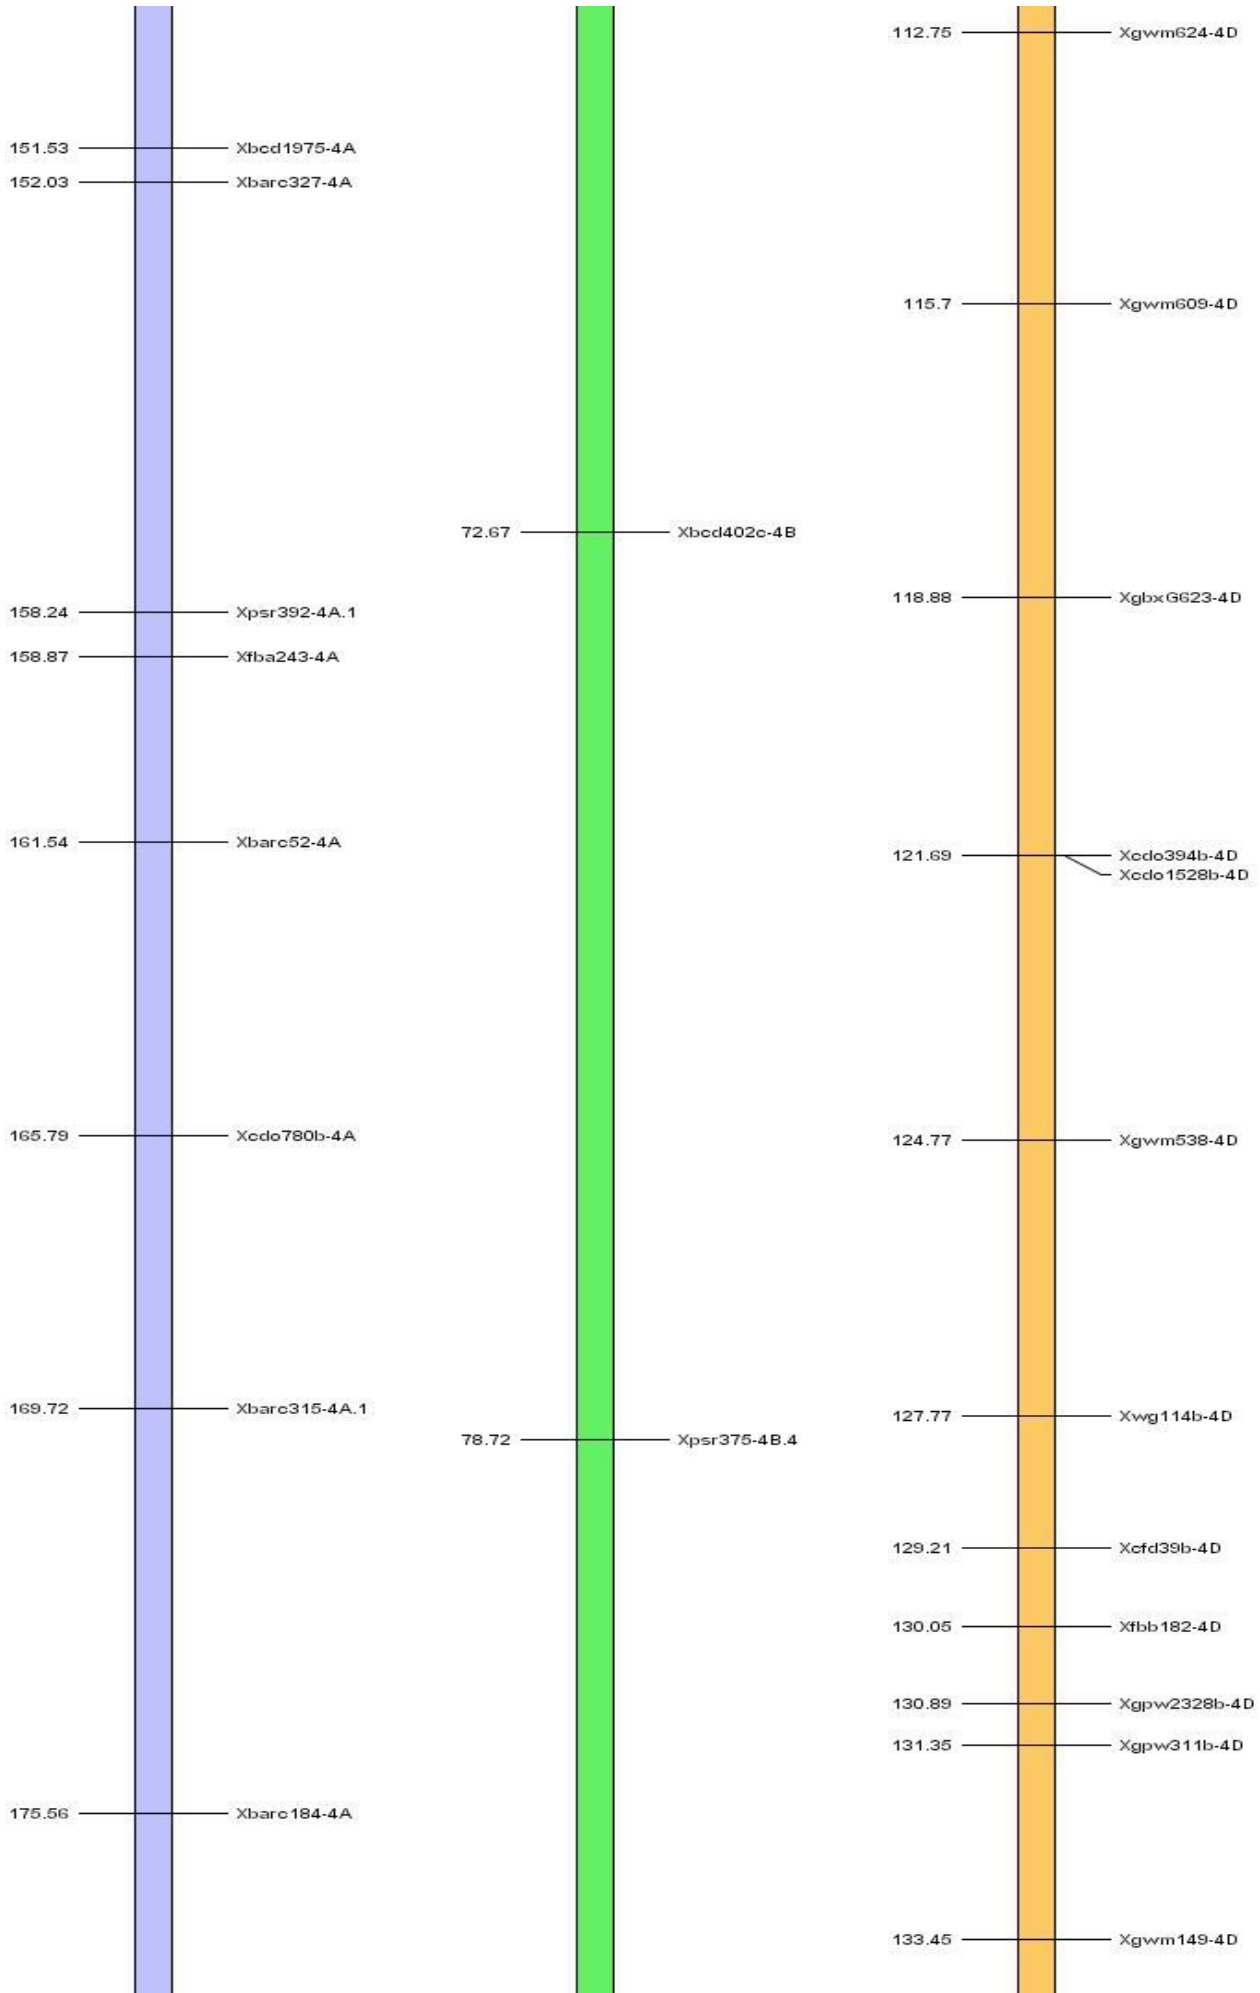 151.53 Xbcd1975-4A
152.03 Xbarc327-4A
158.24 Xpsr392-4A.1
158.87 Xfba243-4A
161.54 Xbarc52-4A
165.79 Xcdo780b-4A
169.72 Xbarc315-4A.1
175.56 Xbarc184-4A
72.67 Xbcd402c-4B
78.72 Xpsr375-4B.4
112.75 Xgwm624-4D
115.7 Xgwm609-4D
118.88 XgbxG623-4D
121.69 Xcdo394b-4D
Xcdo1528b-4D
124.77 Xgwm538-4D
127.77 Xwg114b-4D
129.21 Xcfd39b-4D
130.05 Xfbb182-4D
130.89 Xgpw2328b-4D
131.35 Xgpw311b-4D
133.45 Xgwm149-4D